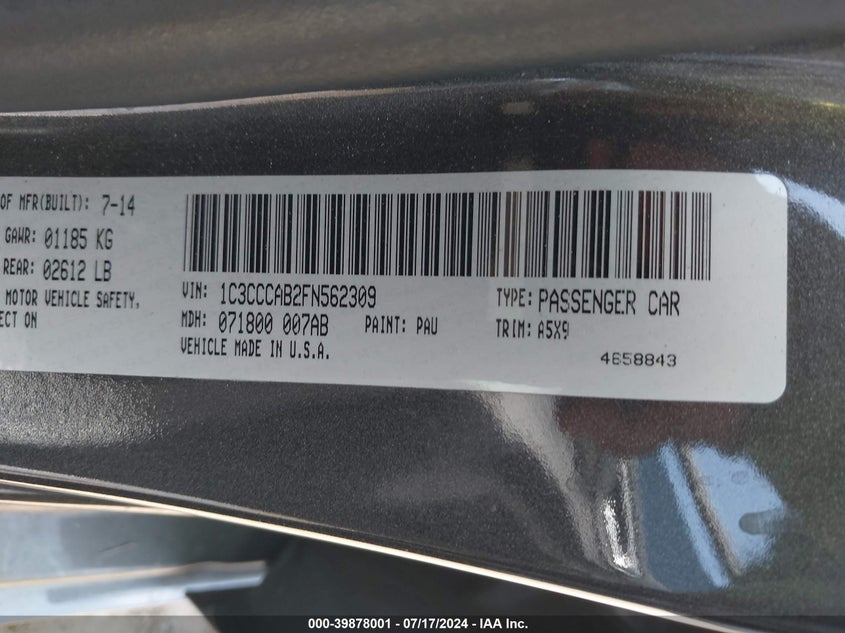 OF MFR(BUILT): 7-14
GAWR: 01185 KG
REAR: 02612 LB
MOTOR VEHICLE SAFETY,
ECT ON
VIN: 1C3CCCAB2FN562309
TYPE: PASSENGER CAR
MDH: 071800 007AB
PAINT: PAU
TRIM: A5X9
VEHICLE MADE IN U.S.A.
4658843
000-39878001 | 07/17/2024 - IAA Inc.